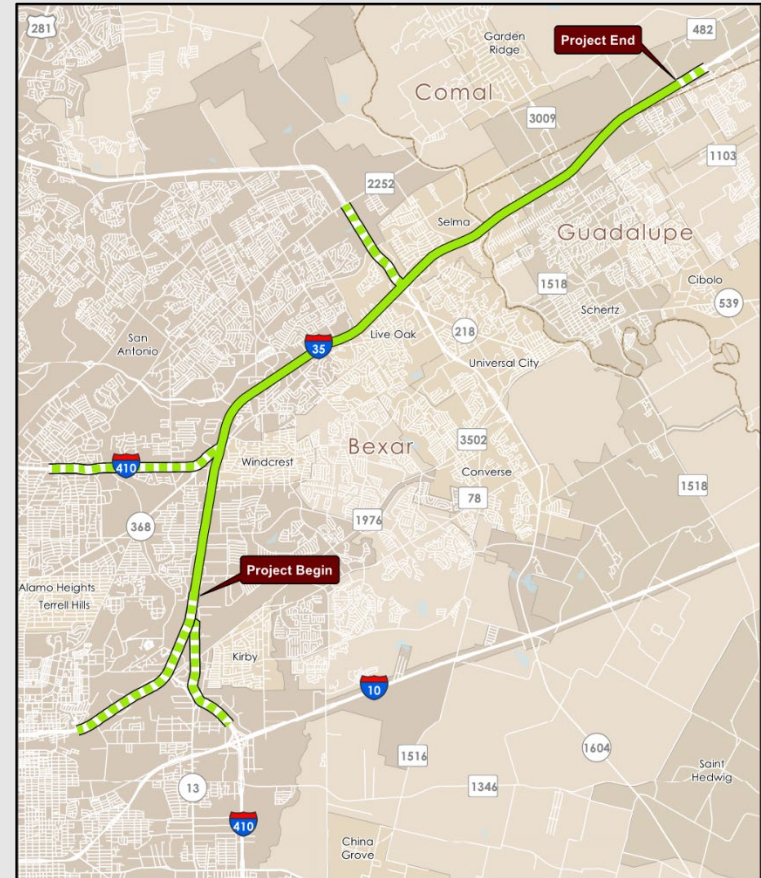 281
Garden
Ridge
Project End
482
Comal
3009
1103
2252
Selma
Guadalupe
1518
Cibolo
Schertz
539
San
Antonio
35
Live Oak
218
Universal City
Bexar
410
Windcrest
3502
Converse
1518
78
368
1976
Project Begin
Alamo Heights
Terrell Hills
Kirby
10
1604
1516
Saint
Hedwig
13
1346
410
China
Grove